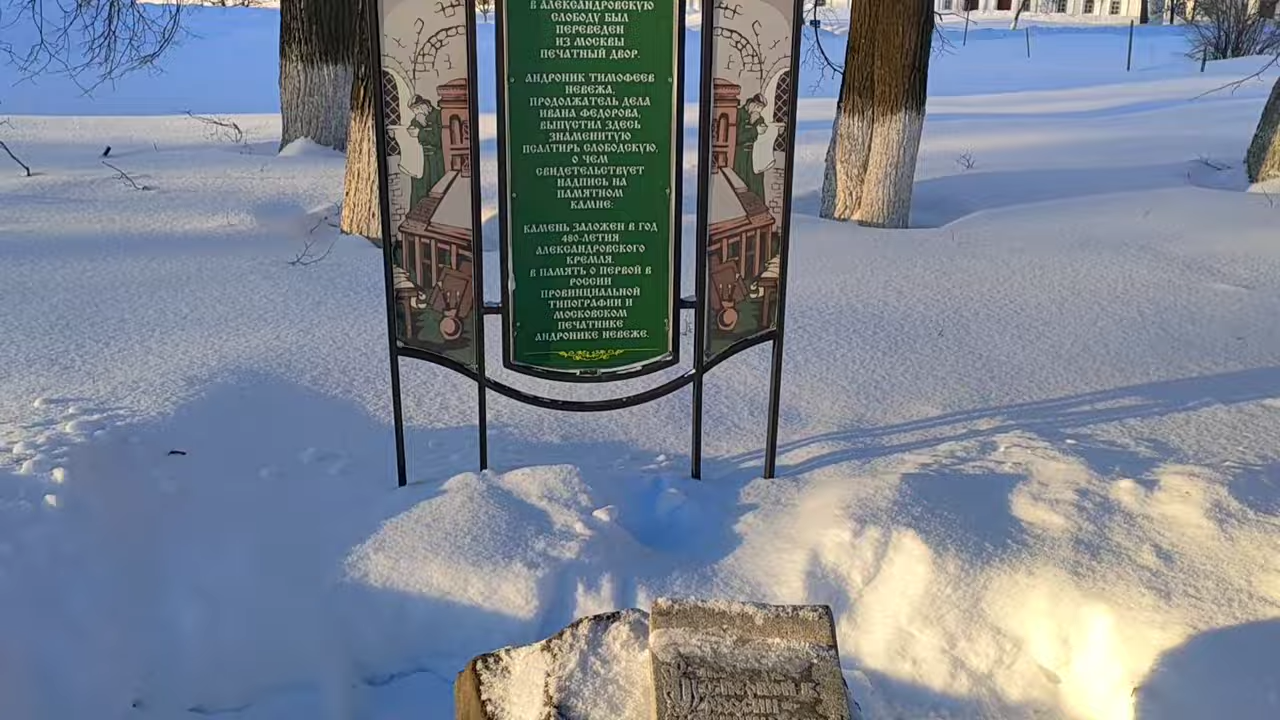 В АЛЕКСАНДРОВСКУЮ
СЛОБОДУ БЫЛ
ПЕРЕВЕДЕН
ИЗ МОСКВЫ
ПЕЧАТНЫЙ ДВОР.
АНДРОНИК ТИМОФЕЕВ
НЕВЕЖА,
ПРОДОЛЖАТЕЛЬ ДЕЛА
ИВАНА ФЕДОРОВА,
ВЫПУСТИЛ ЗДЕСЬ
ЗНАМЕНИТУЮ
ПСАЛТИРЬ СЛОБОДСКУЮ,
О ЧЕМ
СВИДЕТЕЛЬСТВУЕТ
НАДПИСЬ НА
ПАМЯТНОМ
КАМНЕ:
КАМЕНЬ ЗАЛОЖЕН В ГОД
480-ЛЕТИЯ
АЛЕКСАНДРОВСКОГО
КРЕМЛЯ.
В ПАМЯТЬ О ПЕРВОЙ В
РОССИИ
ПРОВИНЦИАЛЬНОЙ
ТИПОГРАФИИ И
МОСКОВСКОМ
ПЕЧАТНИКЕ
АНДРОНИКЕ НЕВЕЖЕ.
первой в
России